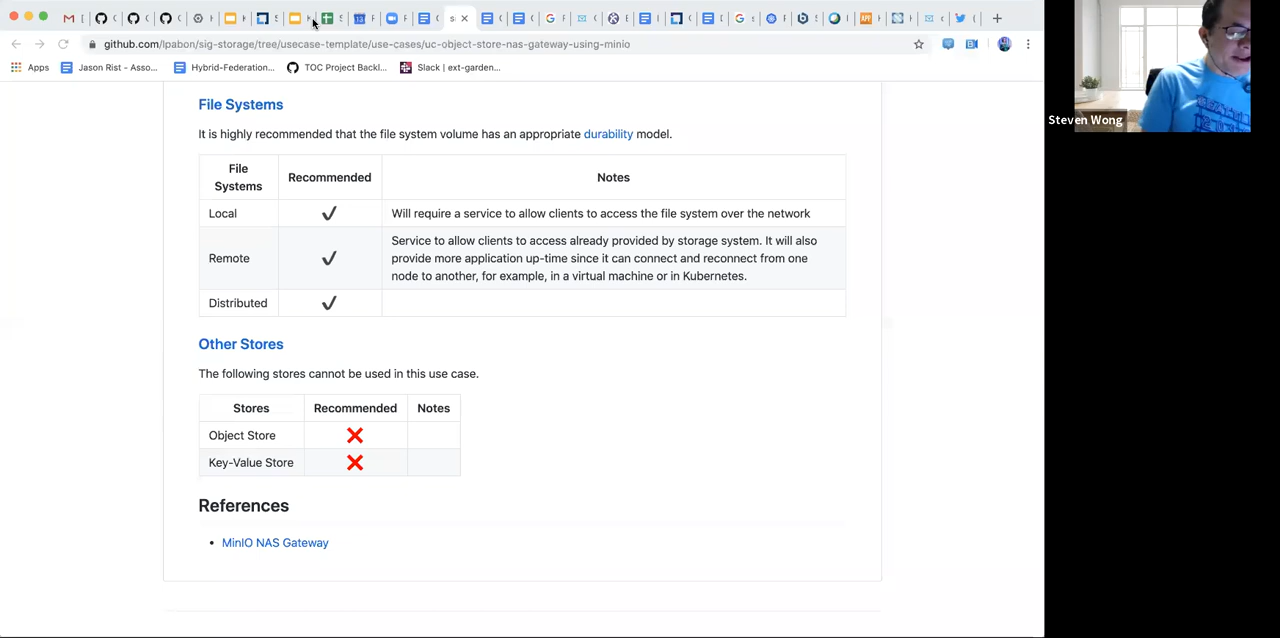 github.com/lpabon/sig-storage/tree/usecase-template/use-cases/uc-object-store-nas-gateway-using-minio
Apps
Jason Rist - Asso...
Hybrid-Federation...
TOC Project Backl...
Slack | ext-garden...
Steven Wong
File Systems
It is highly recommended that the file system volume has an appropriate durability model.
File Systems Recommended Notes
Local ✓ Will require a service to allow clients to access the file system over the network
Remote ✓ Service to allow clients to access already provided by storage system. It will also
provide more application up-time since it can connect and reconnect from one
node to another, for example, in a virtual machine or in Kubernetes.
Distributed ✓
Other Stores
The following stores cannot be used in this use case.
Stores Recommended Notes
Object Store ❌
Key-Value Store ❌
References
• MinIO NAS Gateway